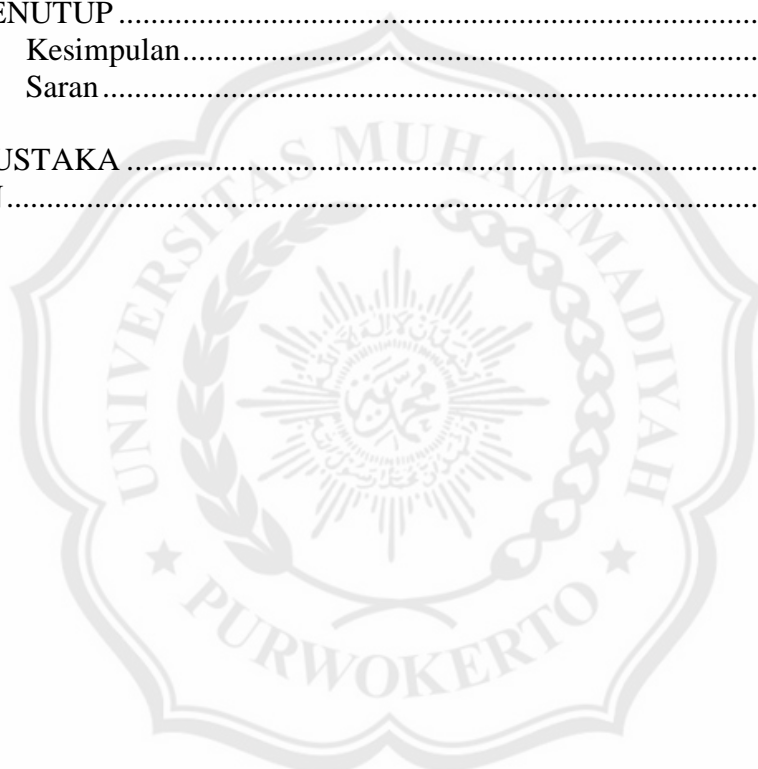 ENUTUP ..........................................................................................
Kesimpulan..............................................................................
Saran ........................................................................................
USTAKA .........................................................................................
UNIVERSITAS MUHAMMADIYAH
PURWOKERTO